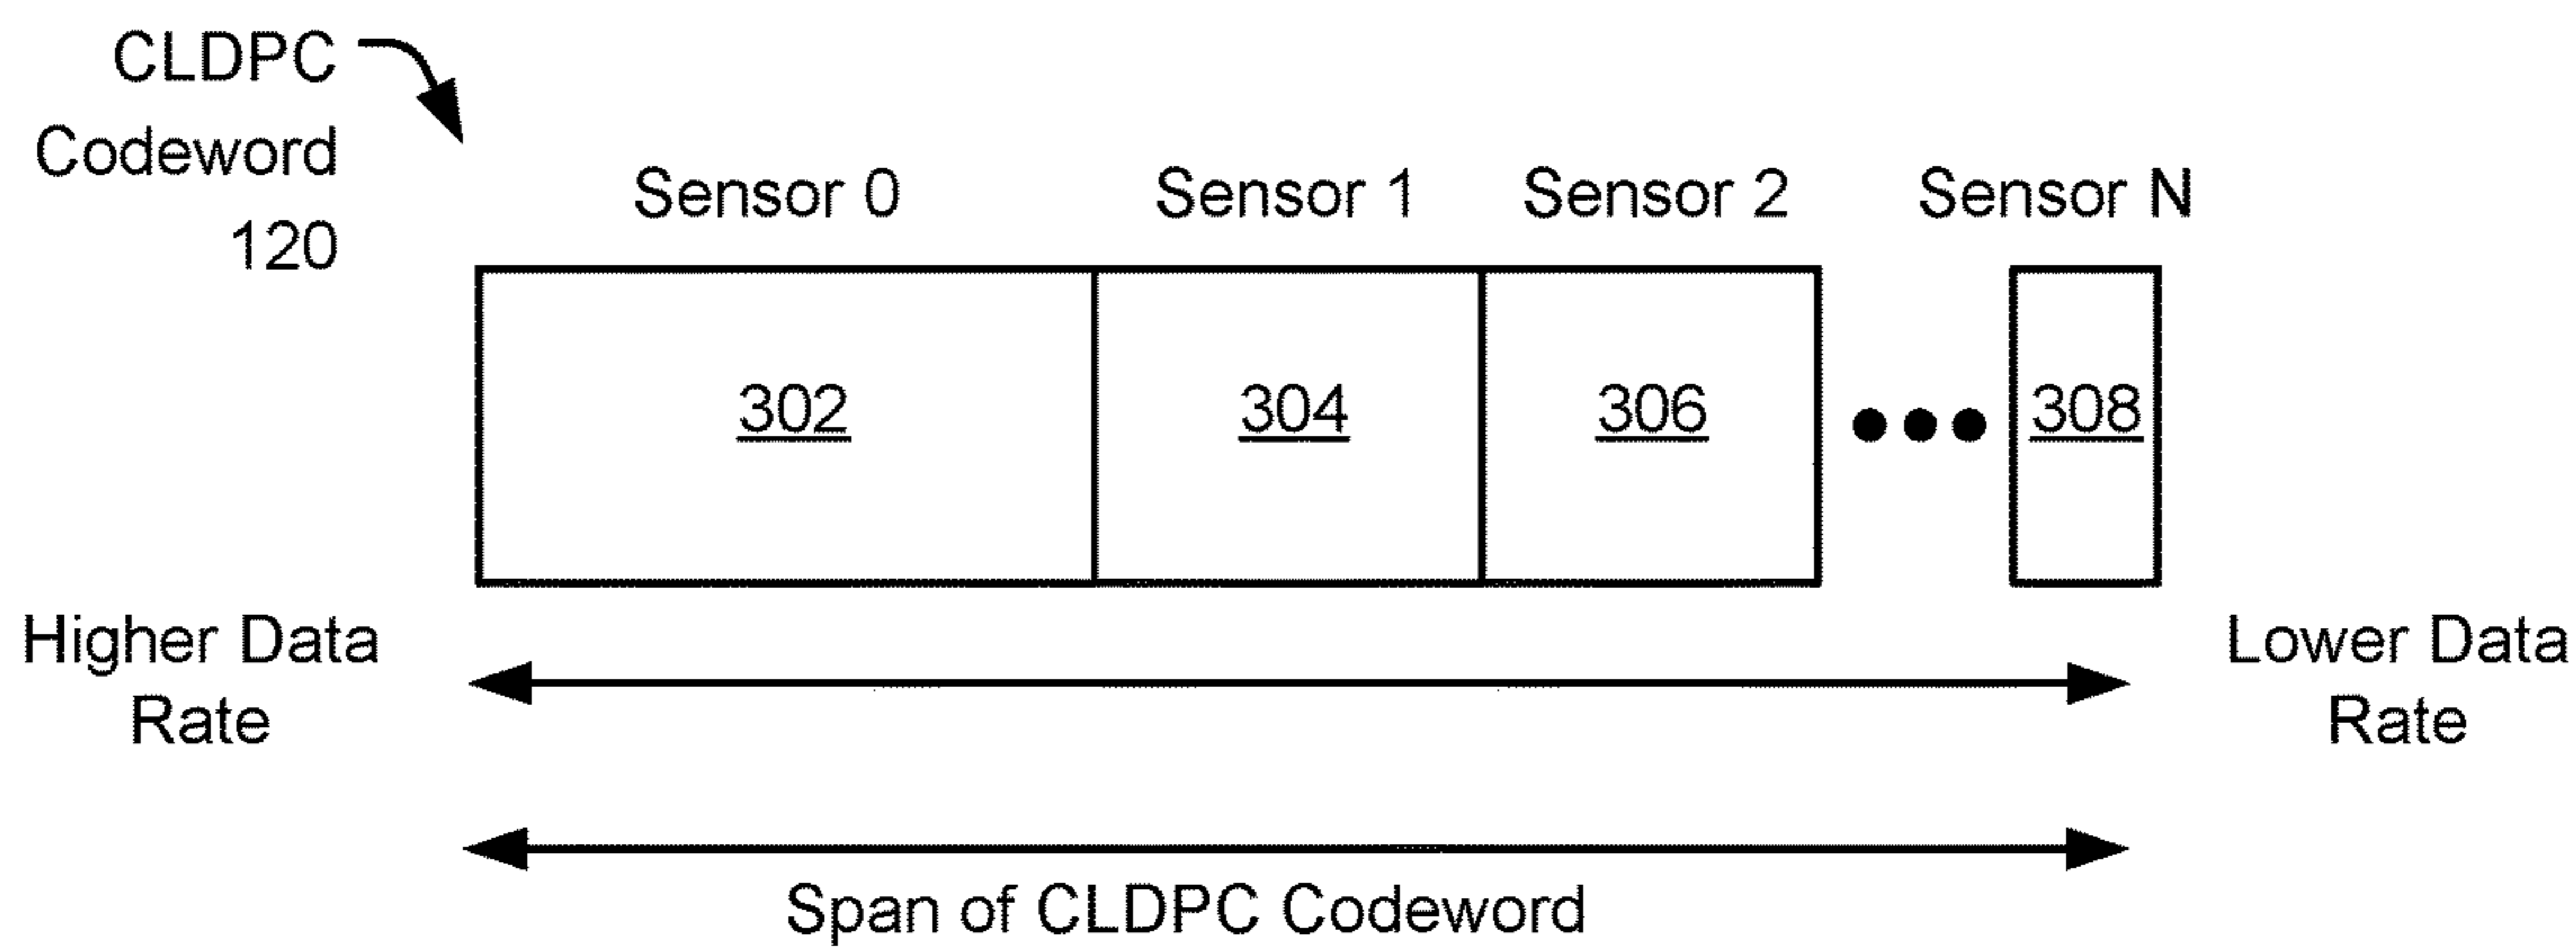 CLDPC
Codeword
120
Sensor 0
Sensor 1
Sensor 2
Sensor N
302
304
306
308
Higher Data
Rate
Lower Data
Rate
Span of CLDPC Codeword